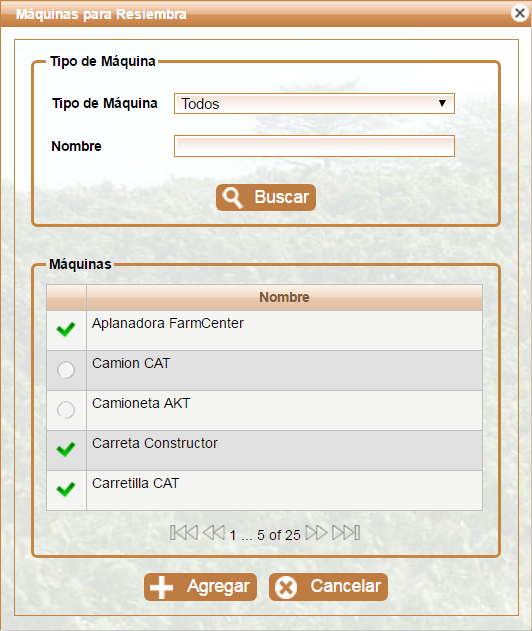 Máquinas para Resiembra
Tipo de Máquina
Tipo de Máquina Todos
Nombre
Buscar
Máquinas
Nombre
Aplanadora FarmCenter
Camion CAT
Camioneta AKT
Carreta Constructor
Carretilla CAT
1 ... 5 of 25
Agregar Cancelar